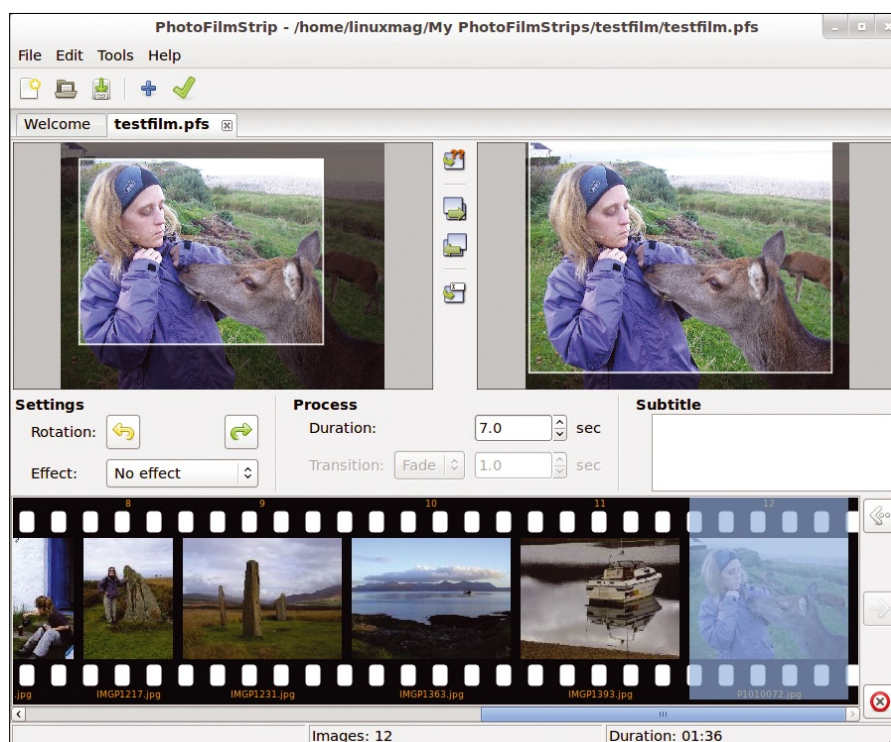 PhotoFilmStrip - /home/linuxmag/My PhotoFilmStrips/testfilm/testfilm.pfs
File Edit Tools Help
Welcome testfilm.pfs
Settings Process Subtitle
Rotation: Duration: 7.0 sec
Effect: No effect Transition: Fade 1.0 sec
8 9 10 11 12
.jpg IMGP1217.jpg IMGP1231.jpg IMGP1363.jpg IMGP1393.jpg P1010072.jpg
Images: 12 Duration: 01:36